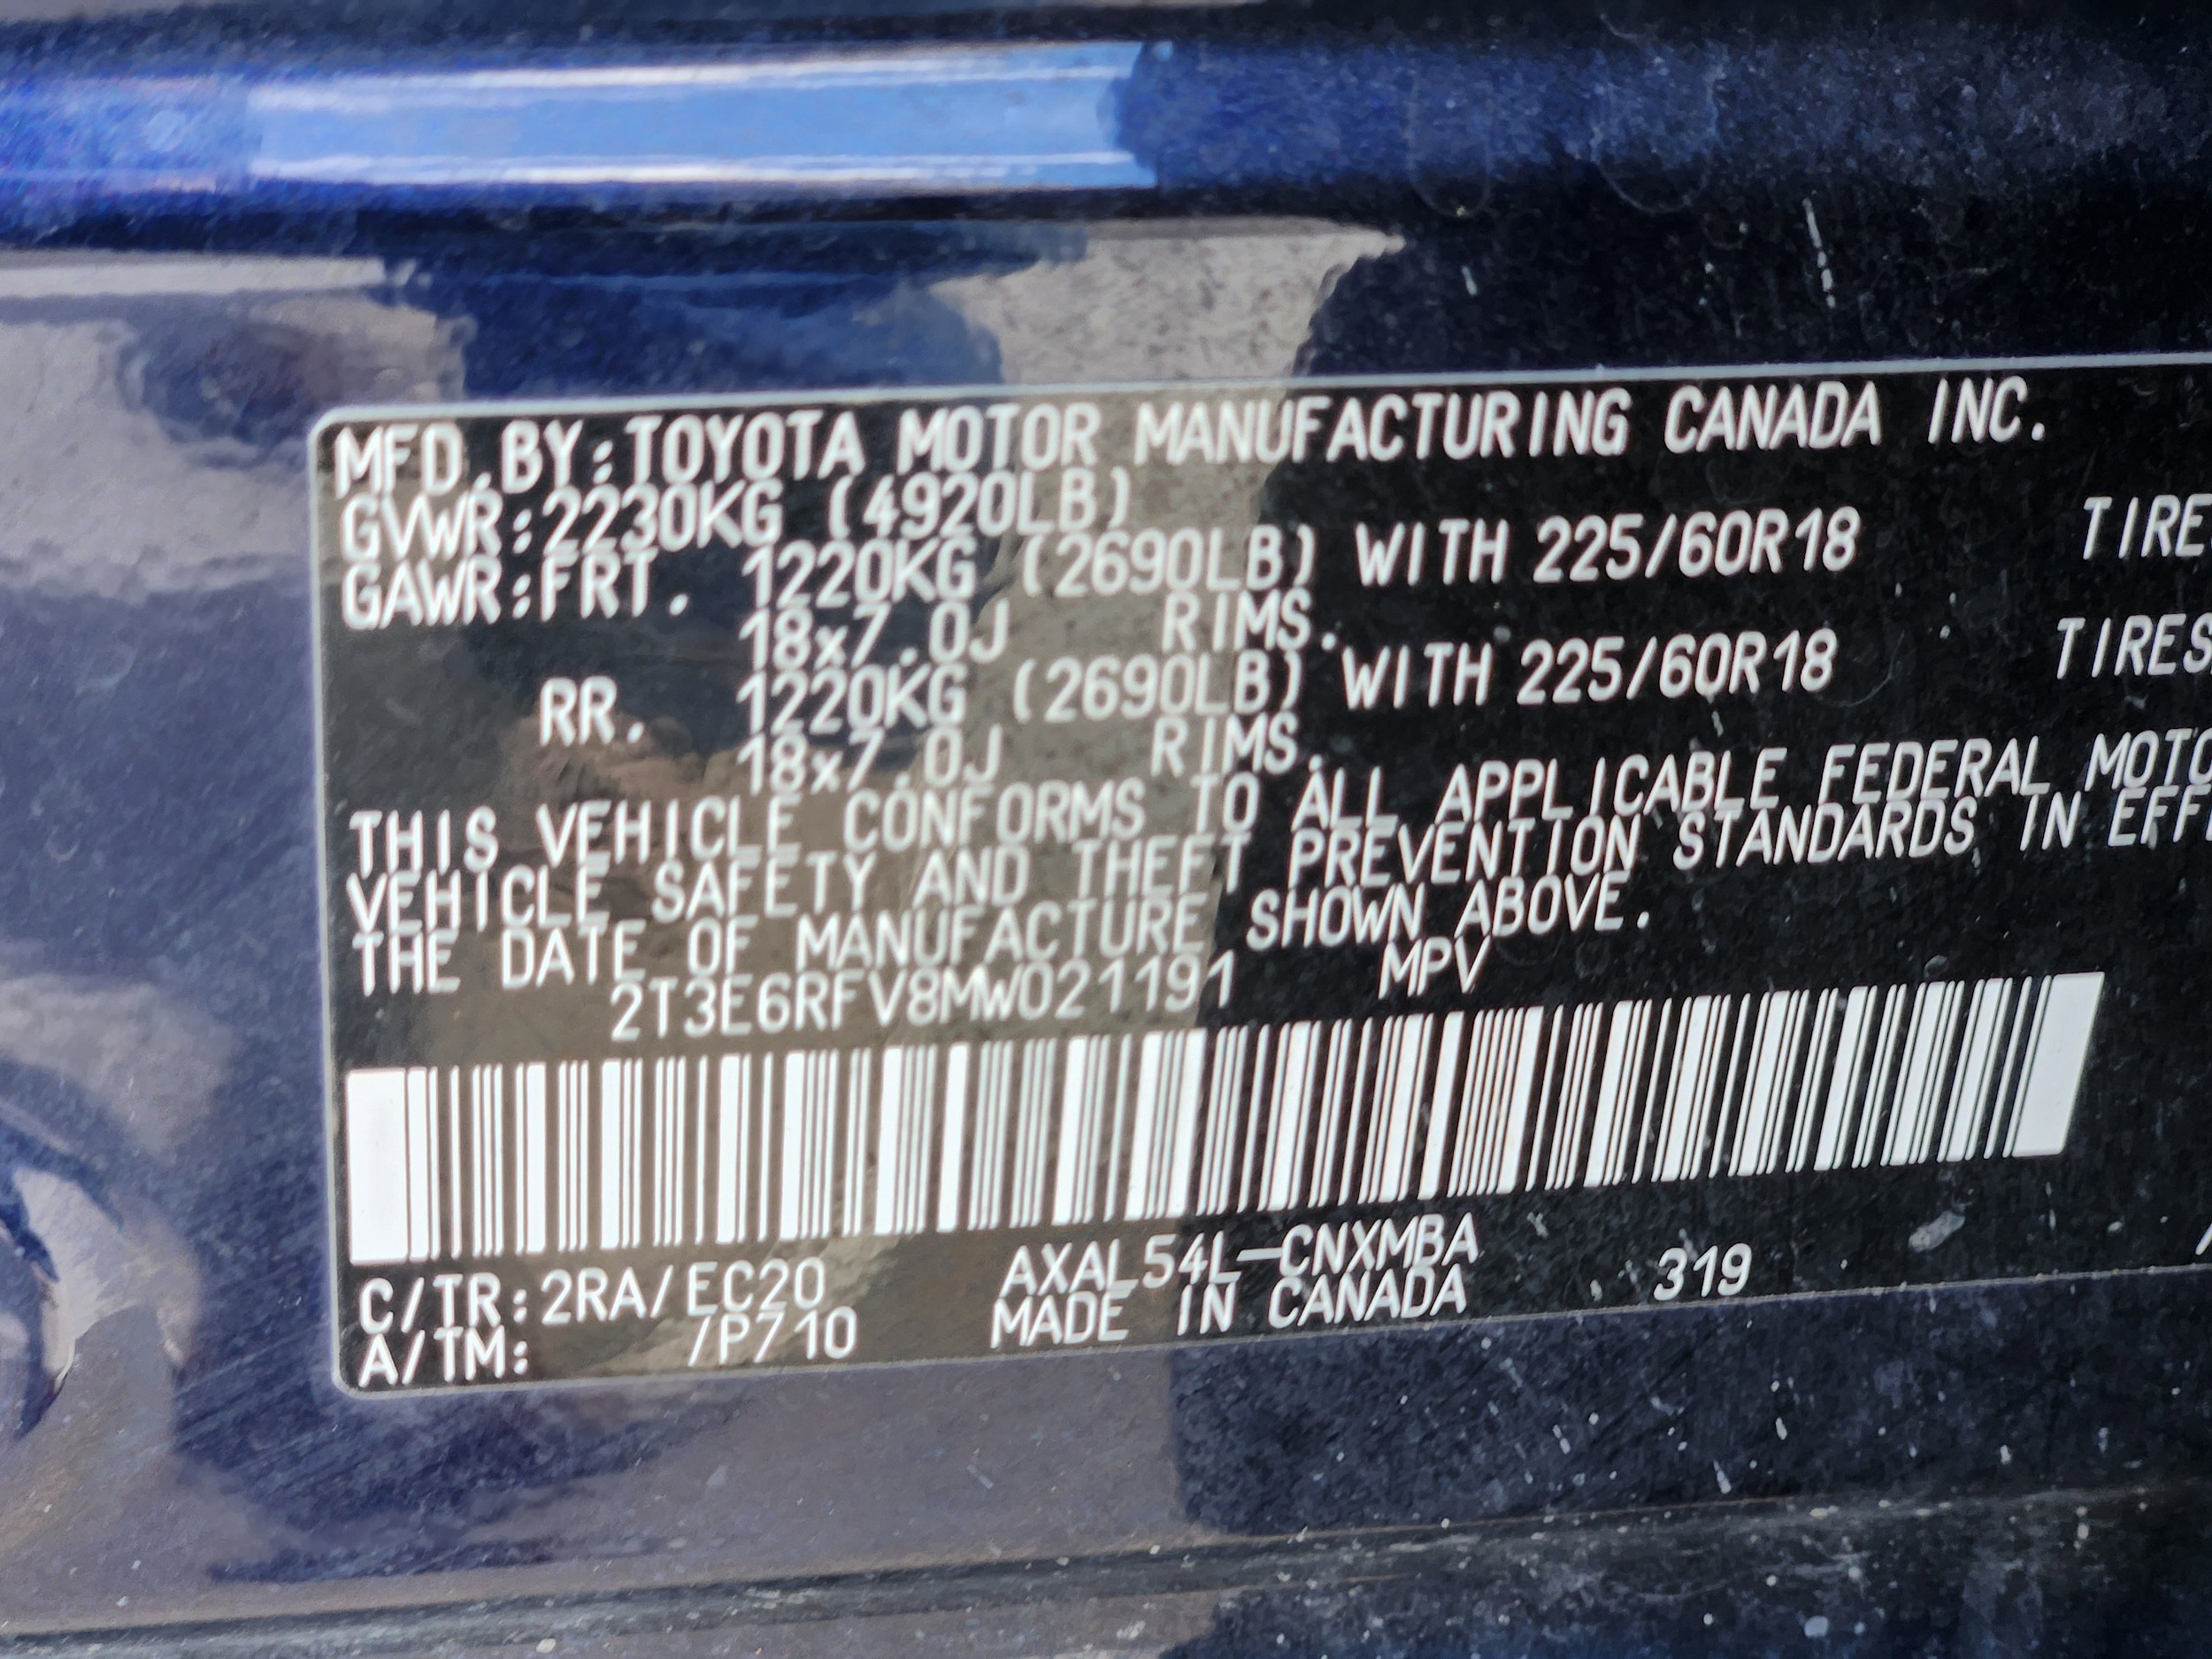 MFD.BY:TOYOTA MOTOR MANUFACTURING CANADA INC.
GVWR:2230KG (4920LB)
GAWR:FRT. 1220KG (2690LB) WITH 225/60R18 TIRE
18x7.0J RIMS.
RR. 1220KG (2690LB) WITH 225/60R18 TIRES
18x7.0J RIMS.
THIS VEHICLE CONFORMS TO ALL APPLICABLE FEDERAL MOTO
VEHICLE SAFETY AND THEFT PREVENTION STANDARDS IN EFF
THE DATE OF MANUFACTURE SHOWN ABOVE.
2T3E6RFV8MW021191 MPV
C/TR:2RA/EC20 AXAL54L-CNXMBA 319
A/TM: /P710 MADE IN CANADA